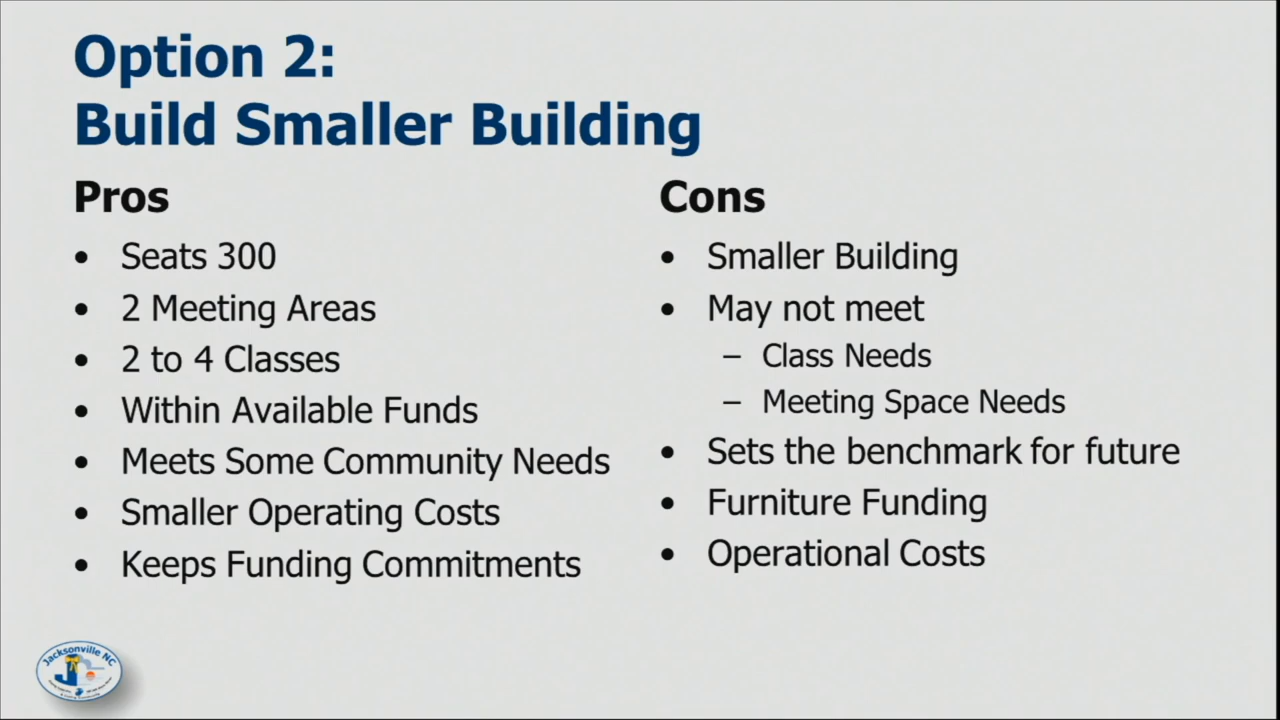 Option 2:
Build Smaller Building
Pros
• Seats 300
• 2 Meeting Areas
• 2 to 4 Classes
• Within Available Funds
• Meets Some Community Needs
• Smaller Operating Costs
• Keeps Funding Commitments
Cons
• Smaller Building
• May not meet
– Class Needs
– Meeting Space Needs
• Sets the benchmark for future
• Furniture Funding
• Operational Costs
Jacksonville NC